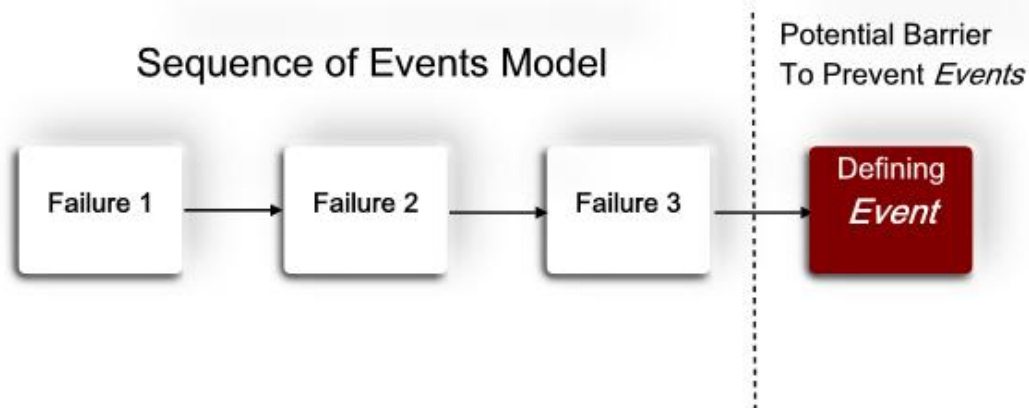 Sequence of Events Model
Potential Barrier
To Prevent Events
Failure 1
Failure 2
Failure 3
Defining
Event